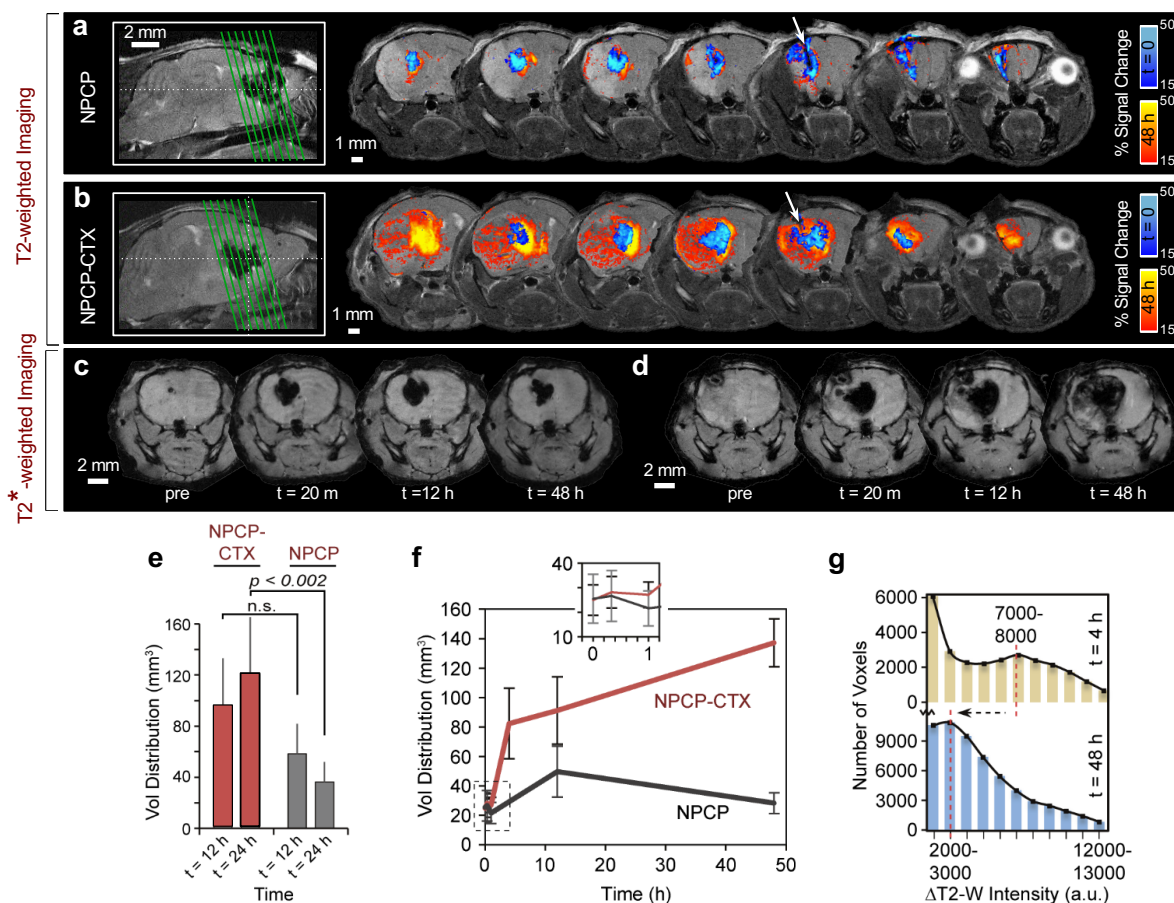 T2-weighted Imaging
T2*-weighted Imaging
a
2 mm
NPCP
1 mm
% Signal Change
t = 0
50
15
48 h
15
b
NPCP-CTX
1 mm
% Signal Change
t = 0
50
15
48 h
15
c
2 mm
pre
t = 20 m
t =12 h
t = 48 h
d
2 mm
pre
t = 20 m
t = 12 h
t = 48 h
e
NPCP-
CTX
NPCP
p < 0.002
n.s.
Vol Distribution (mm³)
160
120
80
40
0
t = 12 h
t = 24 h
t = 12 h
t = 24 h
Time
f
40
10
0
1
Vol Distribution (mm³)
160
140
120
100
80
60
40
20
0
NPCP-CTX
NPCP
0
10
20
30
40
50
Time (h)
g
Number of Voxels
6000
4000
2000
0
7000-
8000
t = 4 h
9000
6000
3000
0
t = 48 h
2000-
3000
12000-
13000
ΔT2-W Intensity (a.u.)